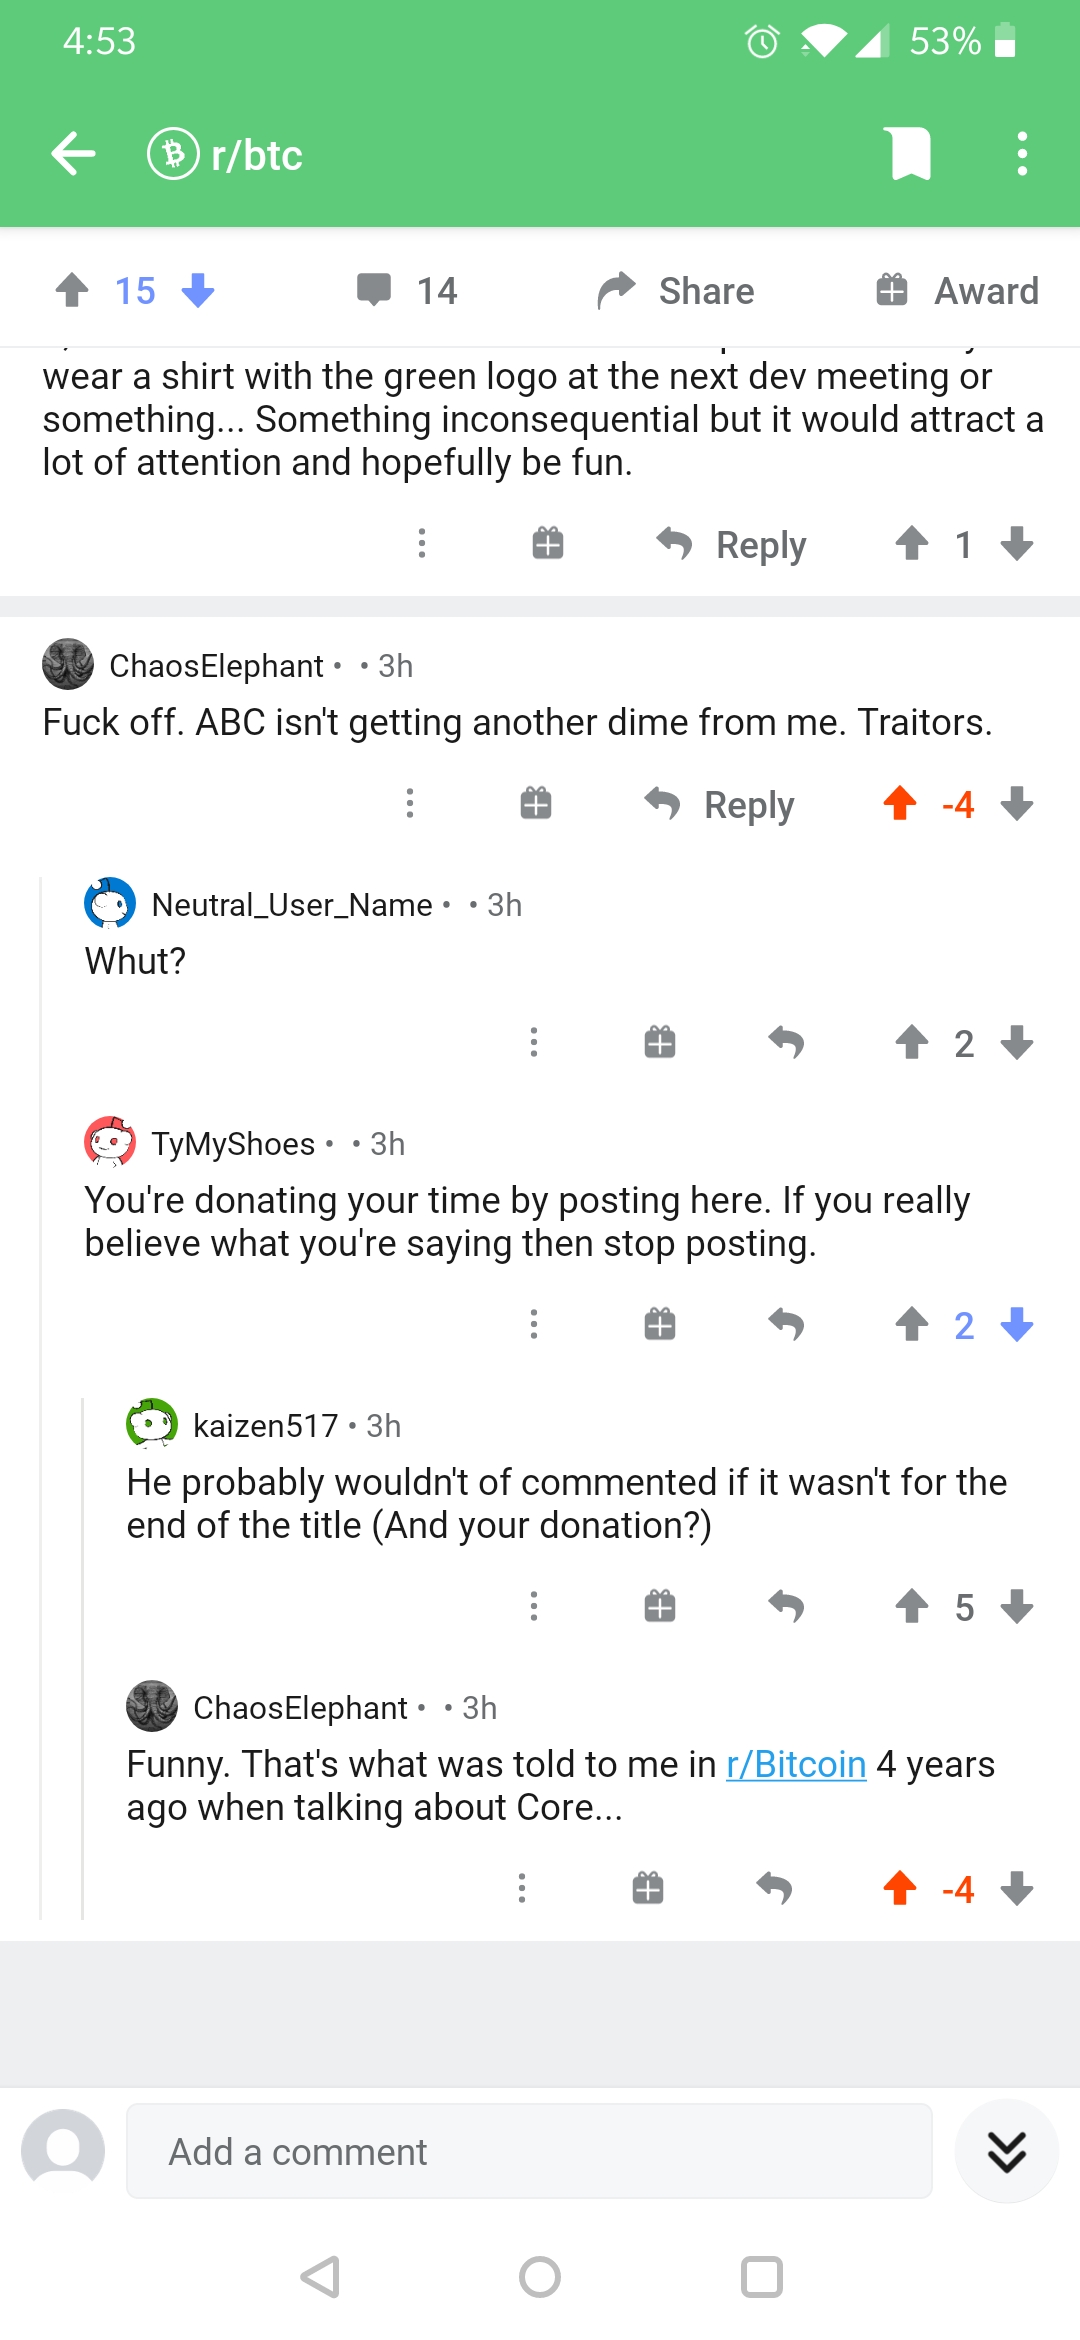 4:53
53%
r/btc
15
14
Share
Award
wear a shirt with the green logo at the next dev meeting or
something... Something inconsequential but it would attract a
lot of attention and hopefully be fun.
Reply
1
ChaosElephant • • 3h
Fuck off. ABC isn't getting another dime from me. Traitors.
Reply
-4
Neutral_User_Name • • 3h
Whut?
2
TyMyShoes • • 3h
You're donating your time by posting here. If you really
believe what you're saying then stop posting.
2
kaizen517 • 3h
He probably wouldn't of commented if it wasn't for the
end of the title (And your donation?)
5
ChaosElephant • • 3h
Funny. That's what was told to me in r/Bitcoin 4 years
ago when talking about Core...
-4
Add a comment